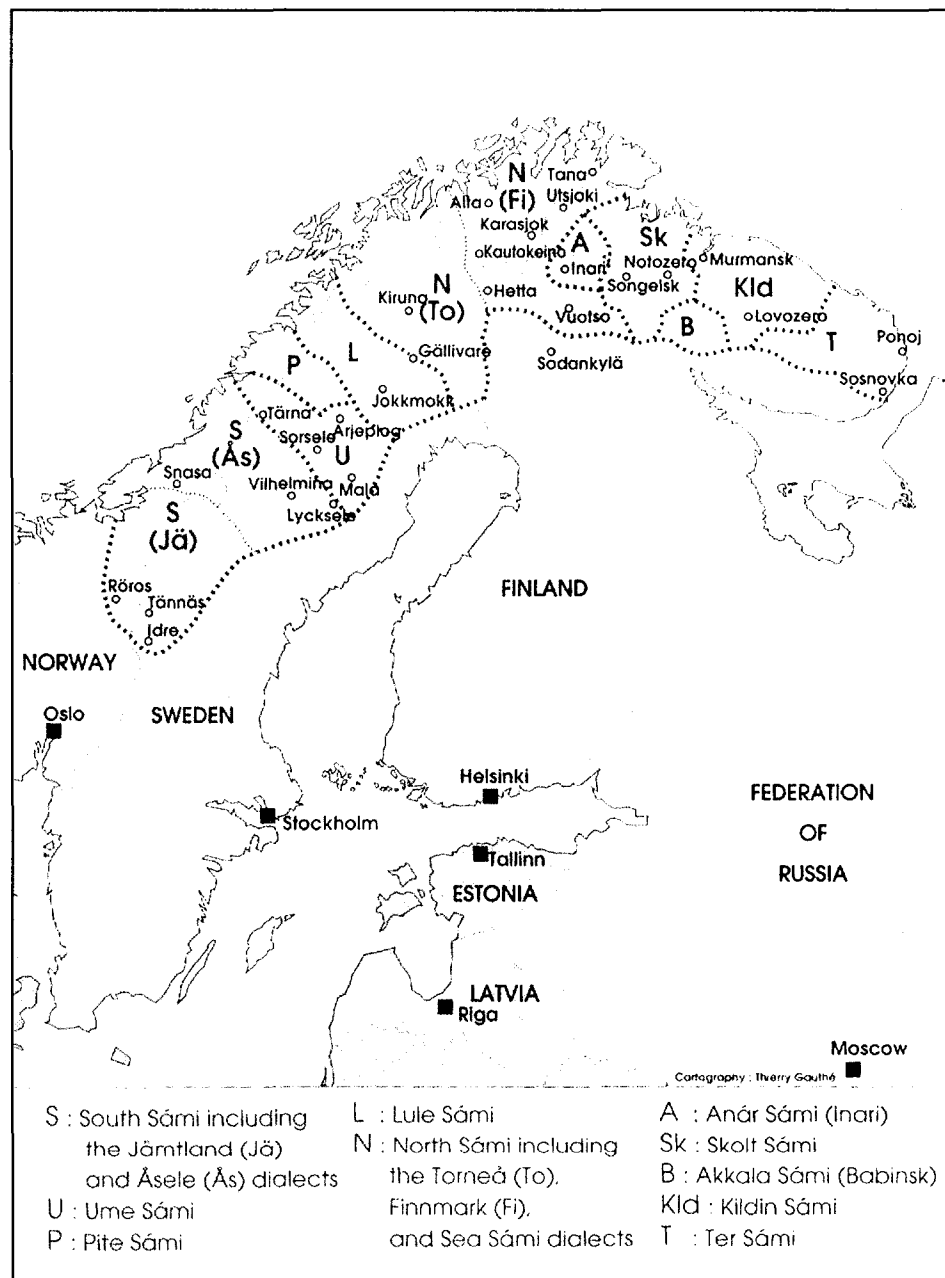 N
(Fi)
Tana
Utsjoki
Alta
Karasjok
A
Sk
Kautokeino
Inari
Notozero
Murmansk
Songelsk
Kld
N
(To)
Hetta
Kiruna
Vuotso
B
Lovozero
T
Ponoj
L
Gällivare
Sodankylä
P
Sosnovka
Jokkmokk
Tärna
Arjeplog
S
(Ås)
Sorsele
U
Snasa
Vilhelmina
Malå
Lycksele
S
(Jä)
Röros
Tännäs
FINLAND
Idre
NORWAY
Oslo
SWEDEN
Helsinki
FEDERATION
OF
RUSSIA
Stockholm
Tallinn
ESTONIA
LATVIA
Riga
Moscow
Cartography : Thierry Gauthé
S : South Sámi including
the Jämtland (Jä)
and Åsele (Ås) dialects
U : Ume Sámi
P : Pite Sámi
L : Lule Sámi
N : North Sámi including
the Torneå (To),
Finnmark (Fi),
and Sea Sámi dialects
A : Anár Sámi (Inari)
Sk : Skolt Sámi
B : Akkala Sámi (Babinsk)
Kld : Kildin Sámi
T : Ter Sámi